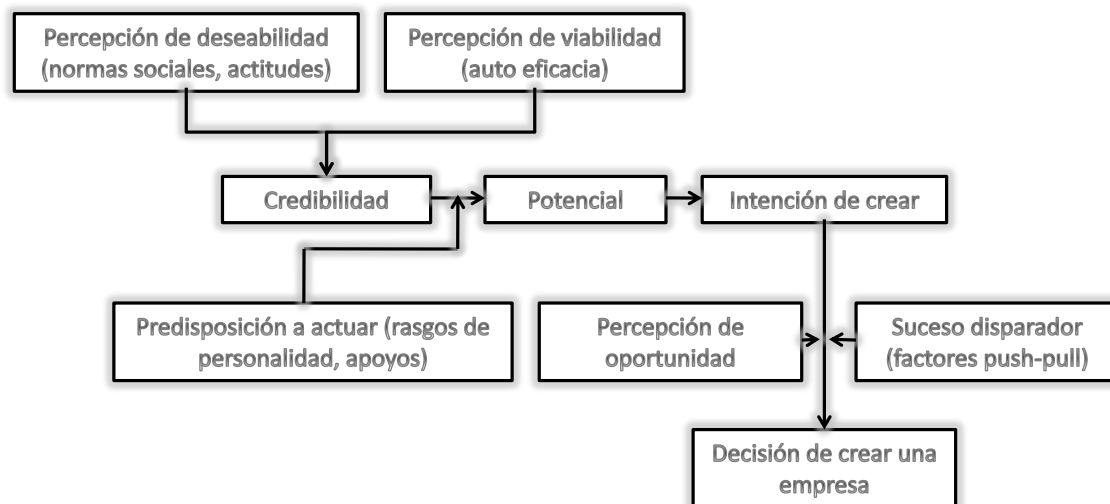 Percepción de deseabilidad
(normas sociales, actitudes)
Percepción de viabilidad
(auto eficacia)
Credibilidad
Potencial
Intención de crear
Predisposición a actuar (rasgos de
personalidad, apoyos)
Percepción de
oportunidad
Suceso disparador
(factores push-pull)
Decisión de crear una
empresa